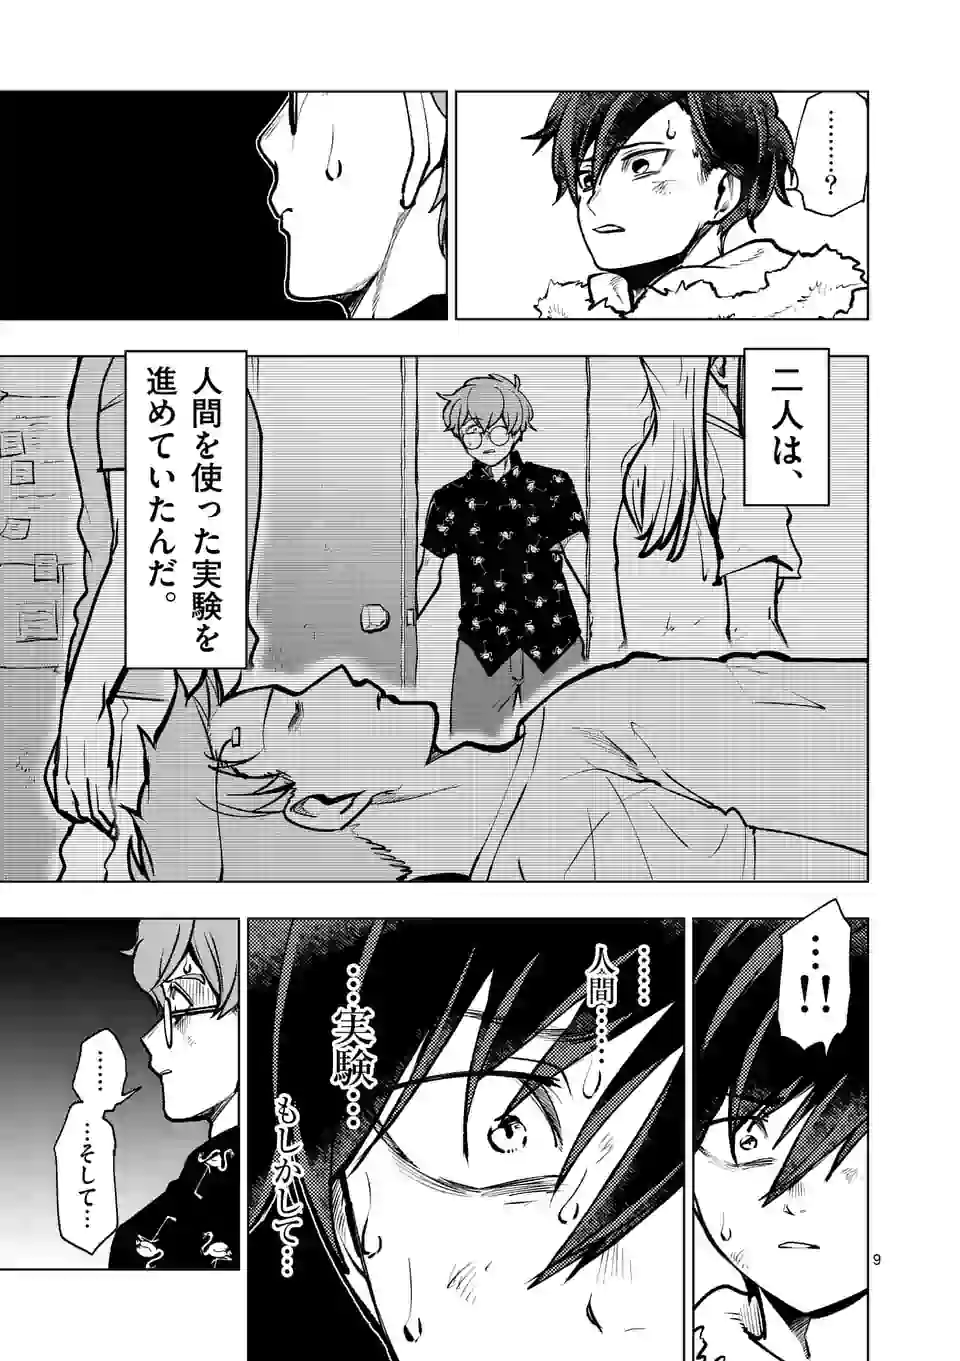 ………?
二人は、
人間を使った実験を
進めていたんだ。
…!!
……人間……
……実験…
もしかして…
……
…そして…
9